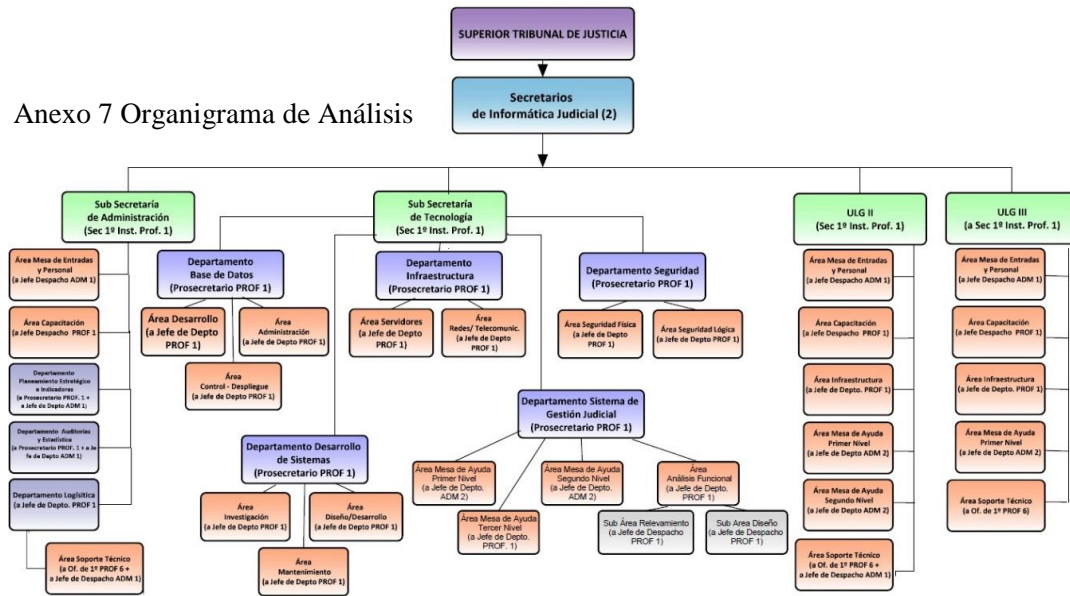 SUPERIOR TRIBUNAL DE JUSTICIA
Anexo 7 Organigrama de Análisis
Secretarios
de Informática Judicial (2)
Sub Secretaría
de Administración
(Sec 1º Inst. Prof. 1)
Sub Secretaría
de Tecnología
(Sec 1º Inst. Prof. 1)
ULG II
(Sec 1º Inst. Prof. 1)
ULG III
(a Sec 1º Inst. Prof. 1)
Área Mesa de Entradas
y Personal
(a Jefe Despacho ADM 1)
Área Capacitación
(a Jefe Despacho PROF 1
Departamento
Planeamiento Estratégico
e Indicadores
(a Prosecretario PROF. 1 +
a Jefe de Depto ADM 1)
Departamento Auditorías
y Estadística
(a Prosecretario PROF. 1 + a Je
fe de Depto ADM 1)
Departamento Logísitica
(a Jefe Depto. PROF 1
Área Soporte Técnico
(a Of. de 1º PROF 6 +
a Jefe de Despacho ADM 1)
Departamento
Base de Datos
(Prosecretario PROF 1)
Área Desarrollo
(a Jefe de Depto
PROF 1)
Área
Administración
(a Jefe de Depto PROF 1)
Área
Control - Despliegue
(a Jefe de Depto PROF 1)
Departamento
Infraestructura
(Prosecretario PROF 1)
Área Servidores
(a Jefe de Depto
PROF 1)
Área
Redes/ Telecomunic.
(a Jefe de Depto
PROF 1)
Departamento Seguridad
(Prosecretario PROF 1)
Área Seguridad Física
(a Jefe de Depto
PROF 1)
Área Seguridad Lógica
(a Jefe de Depto
PROF 1)
Departamento Desarrollo
de Sistemas
(Prosecretario PROF 1)
Área
Investigación
(a Jefe de Depto PROF 1)
Área
Diseño/Desarrollo
(a Jefe de Depto PROF 1)
Área
Mantenimiento
(a Jefe de Depto PROF 1)
Departamento Sistema de
Gestión Judicial
(Prosecretario PROF 1)
Área Mesa de Ayuda
Primer Nivel
(a Jefe de Depto.
ADM 2)
Área Mesa de Ayuda
Segundo Nivel
(a Jefe de Depto.
ADM 2)
Área
Análisis Funcional
(a Jefe de Depto.
PROF 1)
Área Mesa de Ayuda
Tercer Nivel
(a Jefe de Depto.
PROF. 1)
Sub Área Relevamiento
(a Jefe de Despacho
PROF 1)
Sub Area Diseño
(a Jefe de Despacho
PROF 1)
Área Mesa de Entradas
y Personal
(a Jefe Despacho ADM 1)
Área Capacitación
(a Jefe Despacho PROF 1)
Área Infraestructura
(a Jefe Depto. PROF 1)
Área Mesa de Ayuda
Primer Nivel
(a Jefe Depto ADM 2)
Área Mesa de Ayuda
Segundo Nivel
(a Jefe de Depto ADM 2)
Área Soporte Técnico
(a Of. de 1º PROF 6 +
a Jefe de Despacho ADM 1)
Área Mesa de Entradas
y Personal
(a Jefe Despacho ADM 1)
Área Capacitación
(a Jefe Despacho PROF 1)
Área Infraestructura
(a Jefe Depto. PROF 1)
Área Mesa de Ayuda
Primer Nivel
(a Jefe de Depto ADM 2)
Área Soporte Técnico
(a Of. de 1º PROF 6)